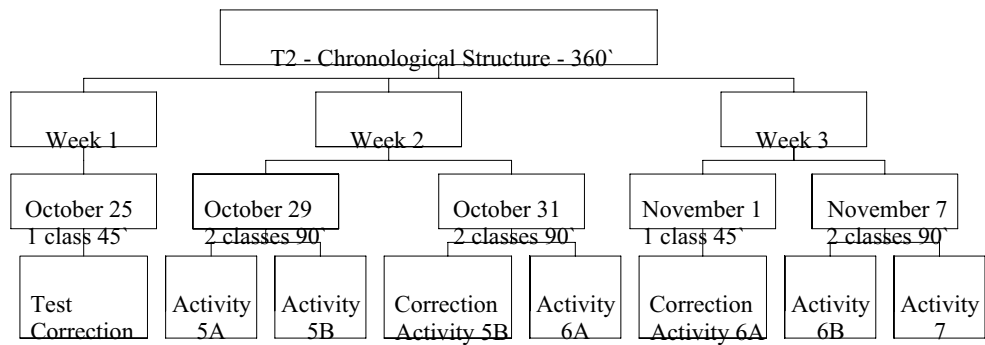 T2 - Chronological Structure - 360`
Week 1
Week 2
Week 3
October 25
1 class 45`
October 29
2 classes 90`
October 31
2 classes 90`
November 1
1 class 45`
November 7
2 classes 90`
Test
Correction
Activity
5A
Activity
5B
Correction
Activity 5B
Activity
6A
Correction
Activity 6A
Activity
6B
Activity
7